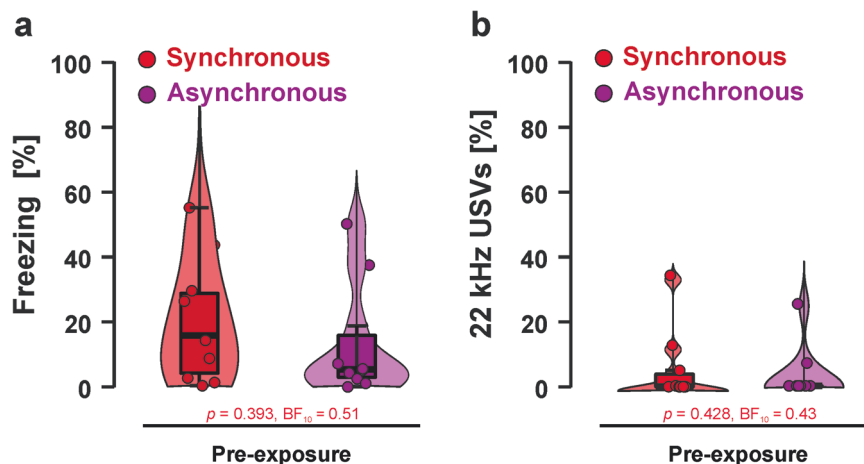 a
Synchronous
Asynchronous
Freezing [%]
100
80
60
40
20
0
p = 0.393, BF₁₀ = 0.51
Pre-exposure
b
Synchronous
Asynchronous
22 kHz USVs [%]
100
80
60
40
20
0
p = 0.428, BF₁₀ = 0.43
Pre-exposure